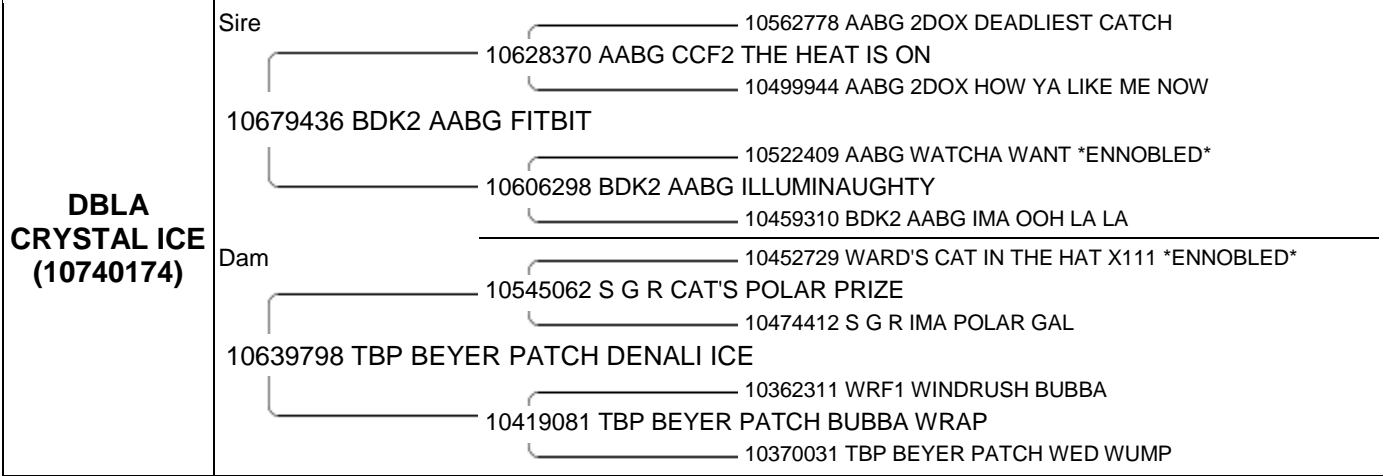 Sire
10562778 AABG 2DOX DEADLIEST CATCH
10628370 AABG CCF2 THE HEAT IS ON
10499944 AABG 2DOX HOW YA LIKE ME NOW
10679436 BDK2 AABG FITBIT
10522409 AABG WATCHA WANT *ENNOBLED*
10606298 BDK2 AABG ILLUMINAUGHTY
10459310 BDK2 AABG IMA OOH LA LA
DBLA
CRYSTAL ICE
(10740174)
Dam
10452729 WARD'S CAT IN THE HAT X111 *ENNOBLED*
10545062 S G R CAT'S POLAR PRIZE
10474412 S G R IMA POLAR GAL
10639798 TBP BEYER PATCH DENALI ICE
10362311 WRF1 WINDRUSH BUBBA
10419081 TBP BEYER PATCH BUBBA WRAP
10370031 TBP BEYER PATCH WED WUMP